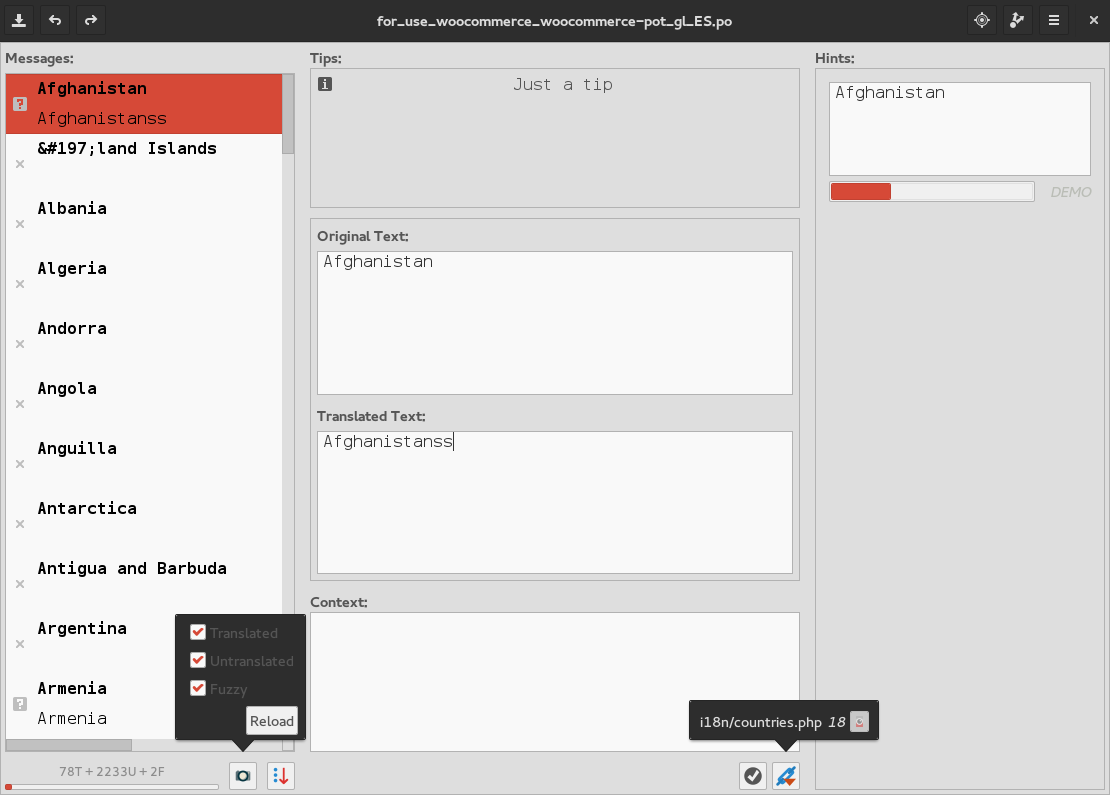 for_use_woocommerce_woocommerce-pot_gl_ES.po
Messages:
Afghanistan
Afghanistanss
&#197;land Islands
Albania
Algeria
Andorra
Angola
Anguilla
Antarctica
Antigua and Barbuda
Argentina
Armenia
Armenia
Translated
Untranslated
Fuzzy
Reload
78T + 2233U + 2F
Tips:
Just a tip
Original Text:
Afghanistan
Translated Text:
Afghanistanss
Context:
i18n/countries.php 18
Hints:
Afghanistan
DEMO